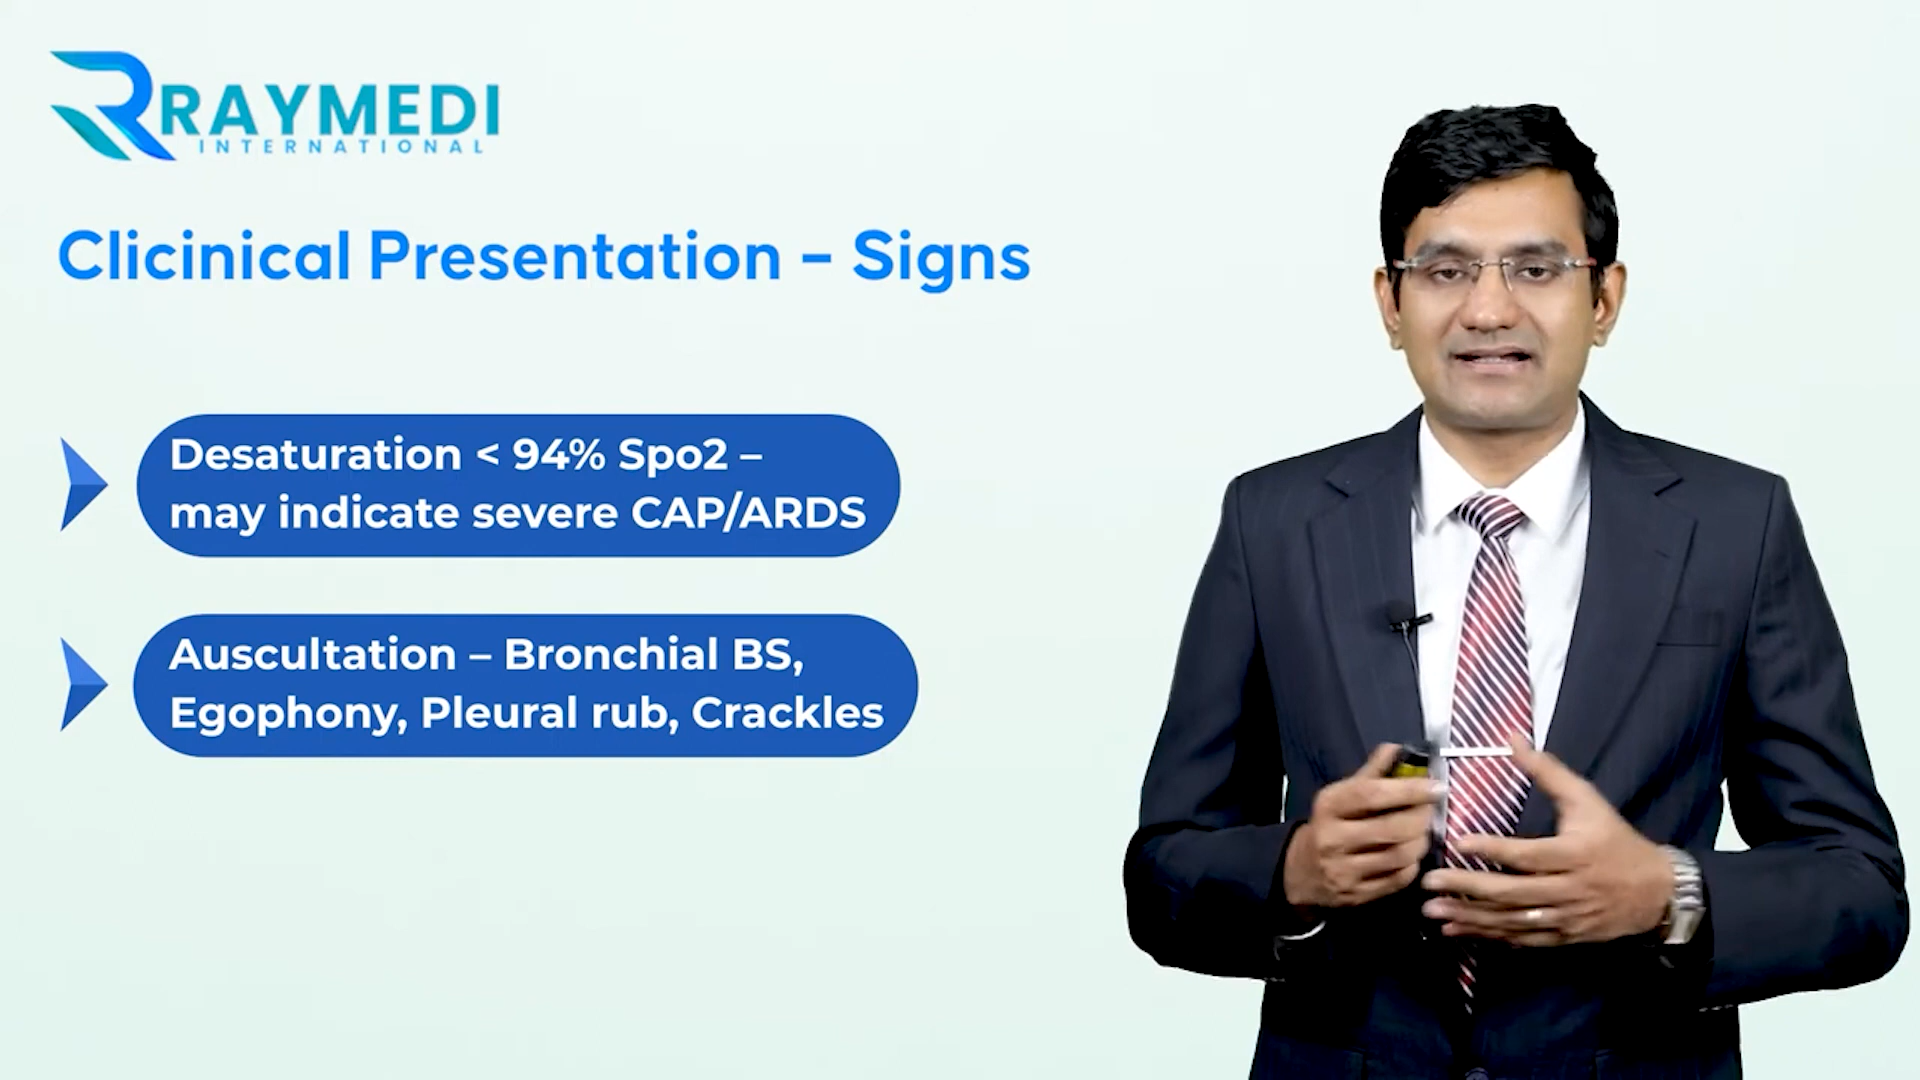 RAYMEDI
INTERNATIONAL
Clicinical Presentation – Signs
Desaturation < 94% Spo2 –
may indicate severe CAP/ARDS
Auscultation – Bronchial BS,
Egophony, Pleural rub, Crackles